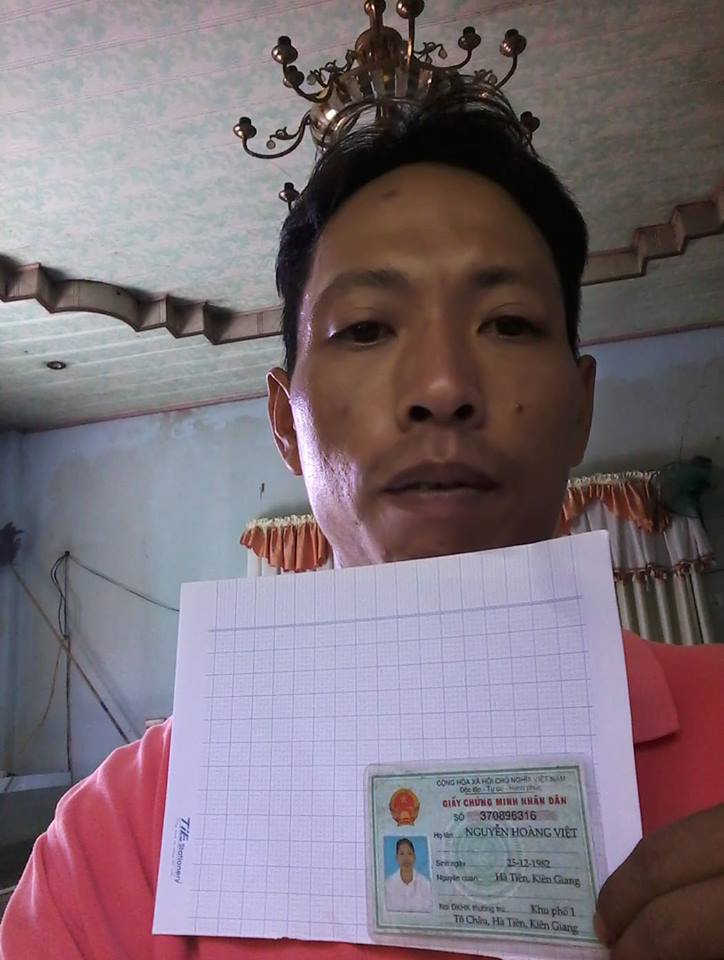 CỘNG HÒA XÃ HỘI CHỦ NGHĨA VIỆT NAM
Độc lập - Tự do - Hạnh phúc
GIẤY CHỨNG MINH NHÂN DÂN
SỐ 370896316
Họ tên NGUYỄN HOÀNG VIỆT
Sinh ngày 25-12-1982
Nguyên quán Hà Tiên, Kiên Giang
Nơi ĐKHK thường trú Khu phố 1
Tô Châu, Hà Tiên, Kiên Giang
Stationery